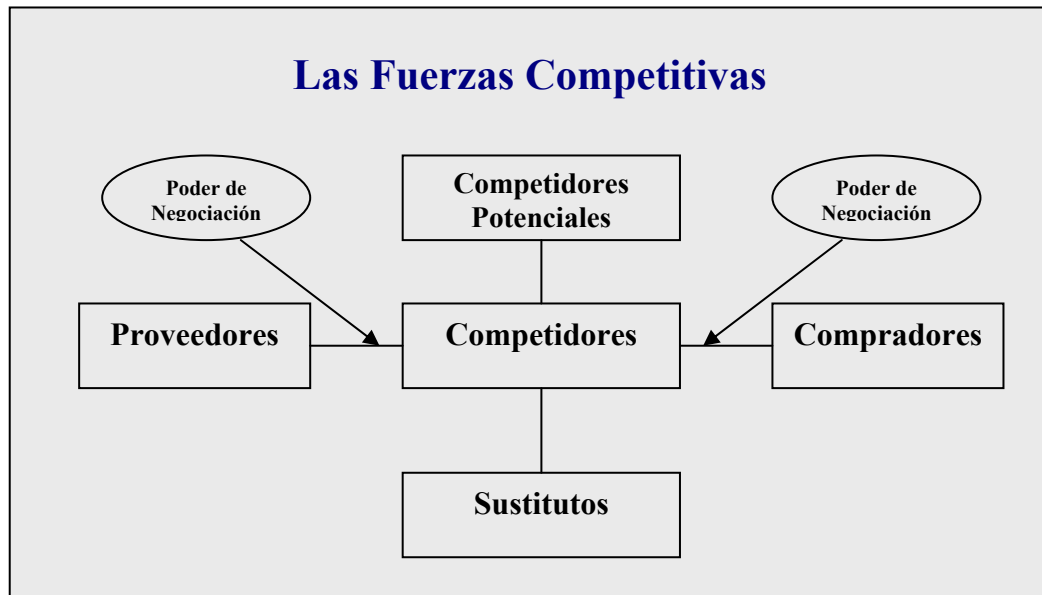 Las Fuerzas Competitivas
Poder de
Negociación
Competidores
Potenciales
Poder de
Negociación
Proveedores
Competidores
Compradores
Sustitutos